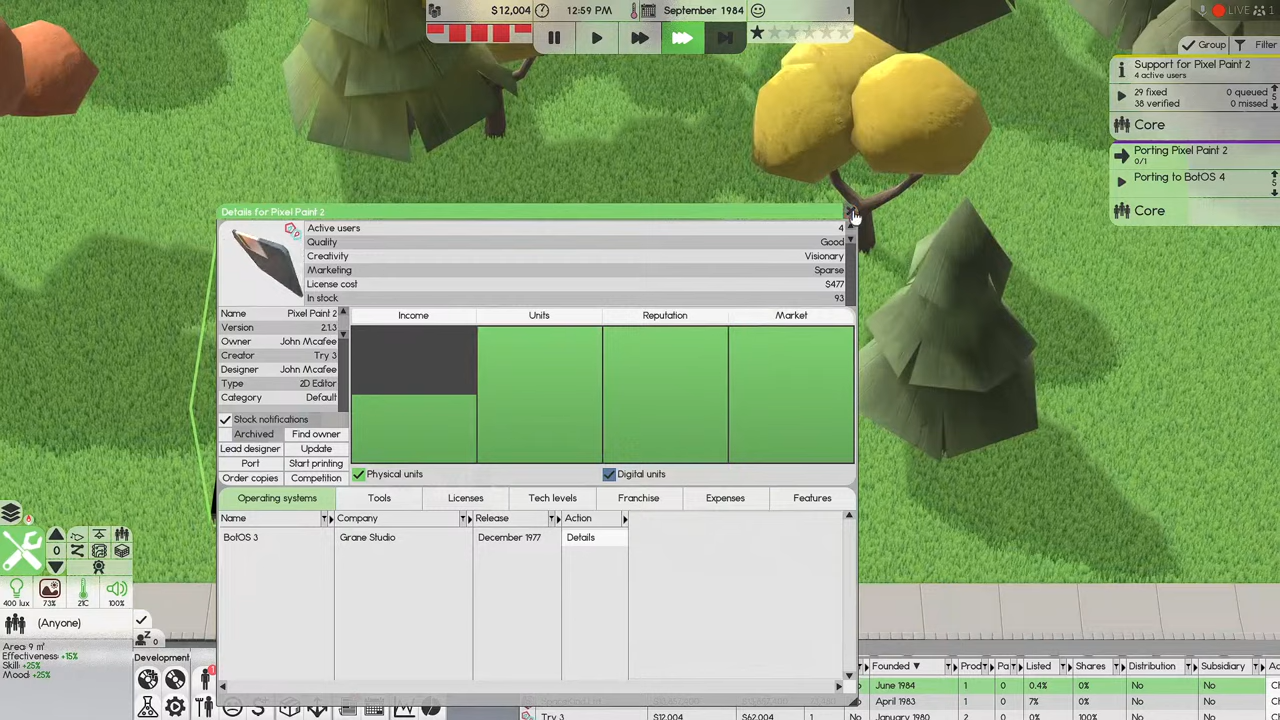 $12,004 12:59 PM September 1984 1
LIVE 1
Group Filter
Support for Pixel Paint 2
4 active users
29 fixed 0 queued
38 verified 0 missed
Core
Porting Pixel Paint 2
0/1
Porting to BotOS 4
Core
Details for Pixel Paint 2
Active users 4
Quality Good
Creativity Visionary
Marketing Sparse
License cost $477
In stock 93
Name Pixel Paint 2
Version 2.1.3
Owner John Mcafee
Creator Try 3
Designer John Mcafee
Type 2D Editor
Category Default
Income Units Reputation Market
Stock notifications
Archived Find owner
Lead designer Update
Port Start printing
Order copies Competition
Physical units Digital units
Operating systems Tools Licenses Tech levels Franchise Expenses Features
Name Company Release Action
BotOS 3 Grane Studio December 1977 Details
0
400 lux 73% 21C 100%
(Anyone)
Area: 9 m²
Effectiveness: +15%
Skill: +25%
Mood: +25%
0
Development
1
Founded Prod Pa Listed Shares Distribution Subsidiary
June 1984 1 0 0.4% 0% No No
April 1983 1 0 7% 0% No No
Try 3 $12,004 $62,004 1 January 1980 2 0 0% 100% No No